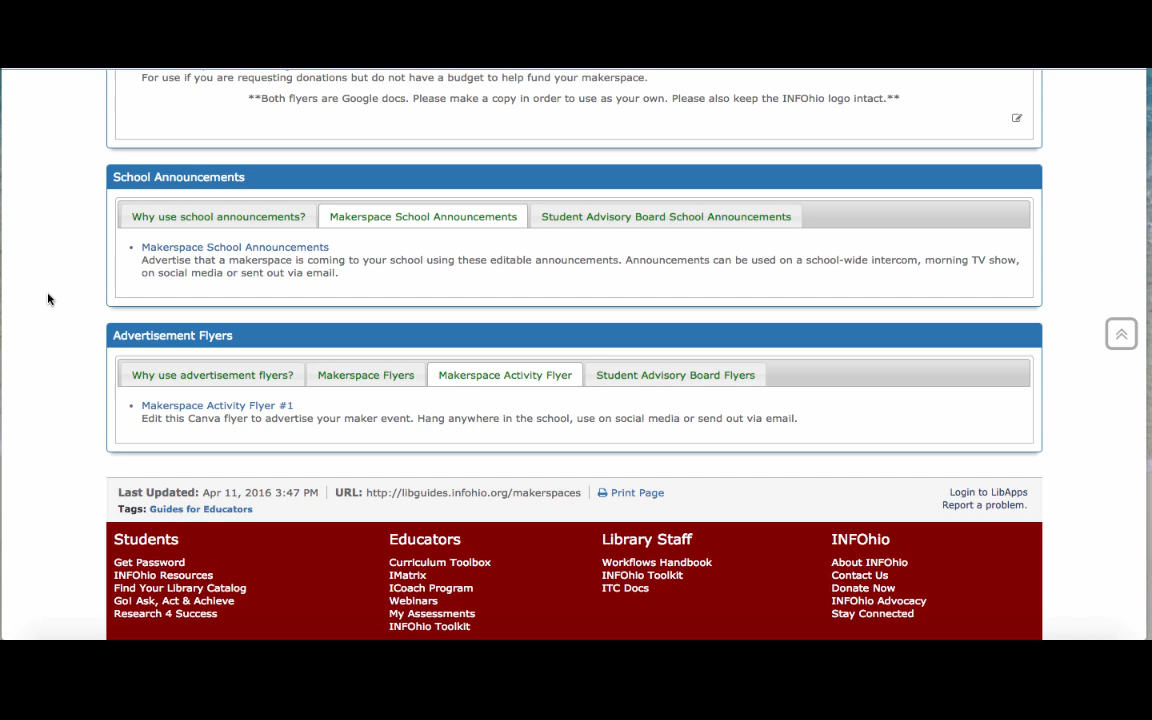 For use if you are requesting donations but do not have a budget to help fund your makerspace.
**Both flyers are Google docs. Please make a copy in order to use as your own. Please also keep the INFOhio logo intact.**
School Announcements
Why use school announcements? Makerspace School Announcements Student Advisory Board School Announcements
• Makerspace School Announcements
Advertise that a makerspace is coming to your school using these editable announcements. Announcements can be used on a school-wide intercom, morning TV show,
on social media or sent out via email.
Advertisement Flyers
Why use advertisement flyers? Makerspace Flyers Makerspace Activity Flyer Student Advisory Board Flyers
• Makerspace Activity Flyer #1
Edit this Canva flyer to advertise your maker event. Hang anywhere in the school, use on social media or send out via email.
Last Updated: Apr 11, 2016 3:47 PM URL: http://libguides.infohio.org/makerspaces Print Page Login to LibApps
Tags: Guides for Educators Report a problem.
Students Educators Library Staff INFOhio
Get Password Curriculum Toolbox Workflows Handbook About INFOhio
INFOhio Resources IMatrix INFOhio Toolkit Contact Us
Find Your Library Catalog ICoach Program ITC Docs Donate Now
Go! Ask, Act & Achieve Webinars INFOhio Advocacy
Research 4 Success My Assessments Stay Connected
INFOhio Toolkit